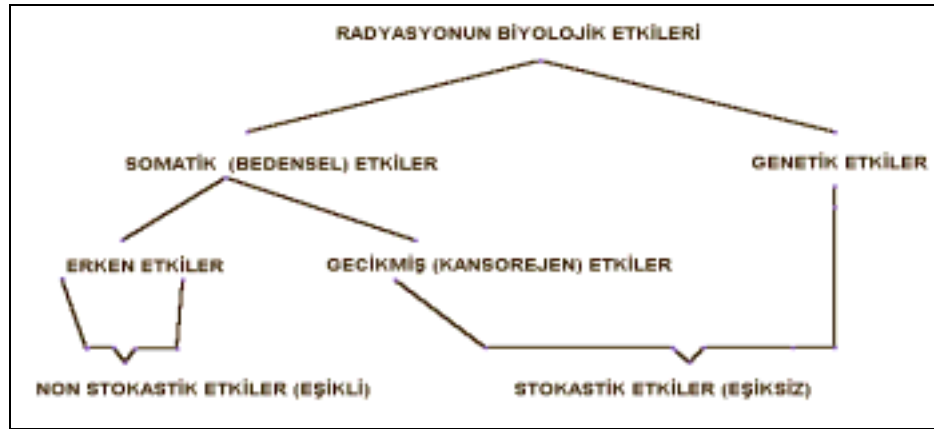 RADYASYONUN BİYOLOJİK ETKİLERİ
SOMATİK (BEDENSEL) ETKİLER
GENETİK ETKİLER
ERKEN ETKİLER
GECİKMİŞ (KANSOREJEN) ETKİLER
NON STOKASTİK ETKİLER (EŞİKLİ)
STOKASTİK ETKİLER (EŞİKSİZ)